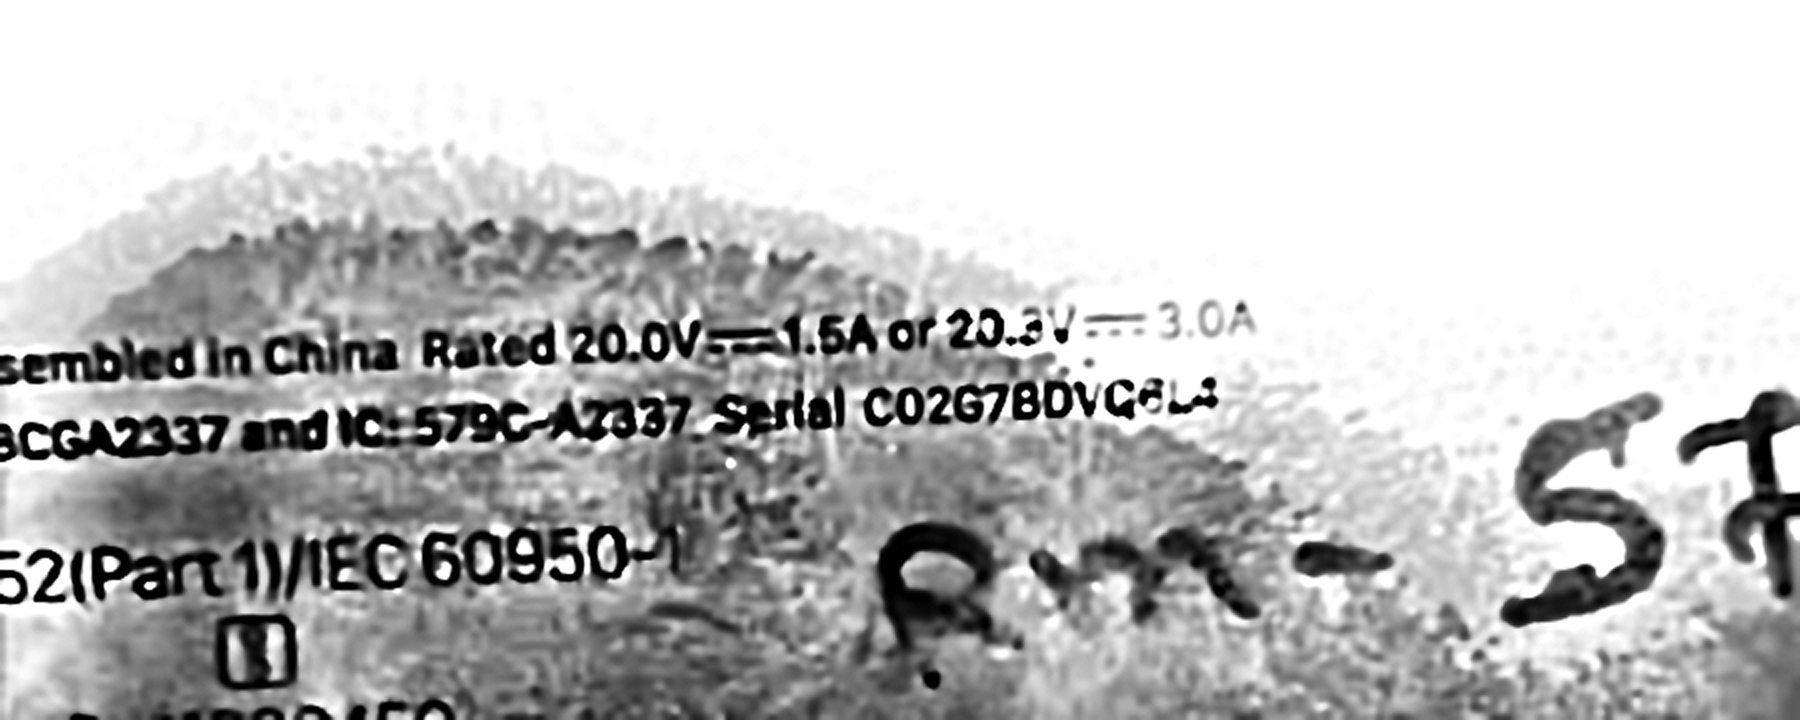 sembled in China Rated 20.0V⎓1.5A or 20.3V⎓3.0A
BCGA2337 and IC: 579C-A2337 Serial
52(Part 1)/IEC 60950-1